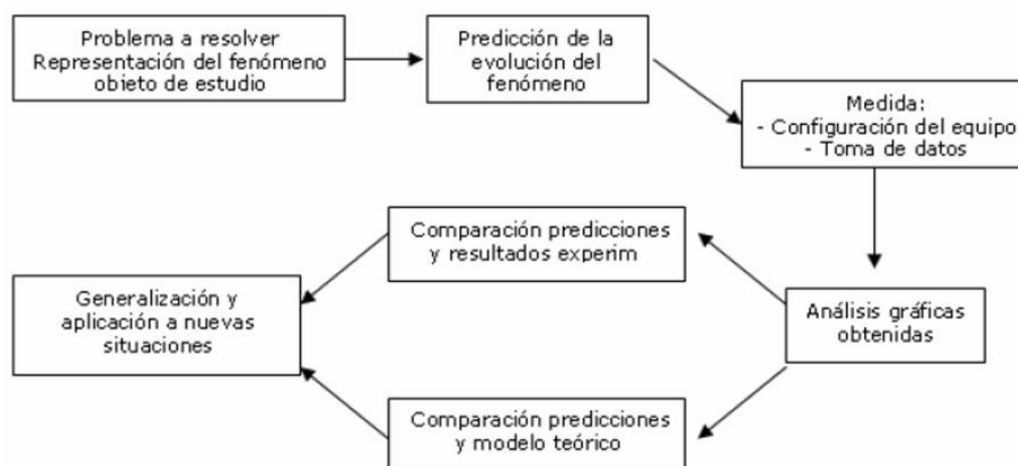 Problema a resolver
Representación del fenómeno
objeto de estudio
Predicción de la
evolución del
fenómeno
Medida:
- Configuración del equipo
- Toma de datos
Análisis gráficas
obtenidas
Comparación predicciones
y resultados experim
Comparación predicciones
y modelo teórico
Generalización y
aplicación a nuevas
situaciones